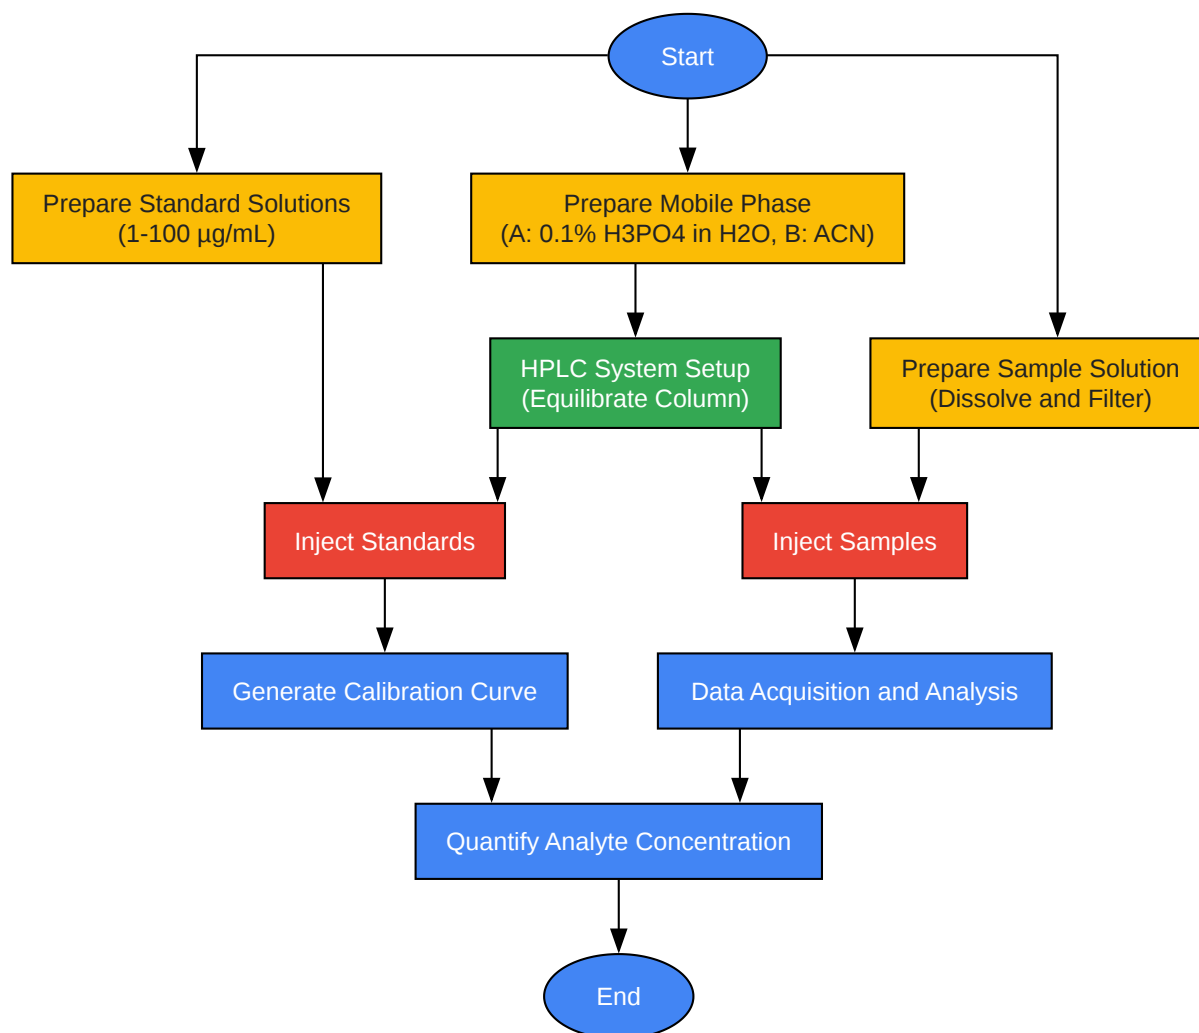 Start
Prepare Standard Solutions
(1-100 µg/mL)
Prepare Mobile Phase
(A: 0.1% H3PO4 in H2O, B: ACN)
HPLC System Setup
(Equilibrate Column)
Prepare Sample Solution
(Dissolve and Filter)
Inject Standards
Inject Samples
Generate Calibration Curve
Data Acquisition and Analysis
Quantify Analyte Concentration
End